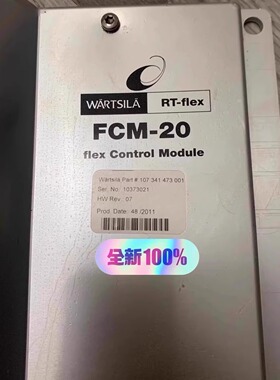 WÄRTSILÄ RT-flex
FCM-20
flex Control Module
Wärtsilä Part # 107 341 473 001
Ser. No: 10373021
HW Rev: 07
Prod. Date: 48 /2011
全新100%